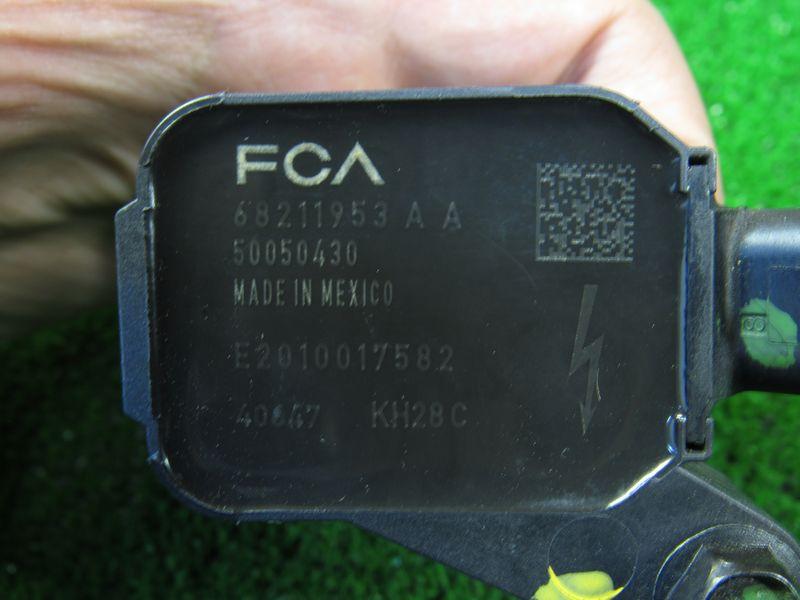 FCA
68211953 A A
50050430
MADE IN MEXICO
E2010017582
KH28C